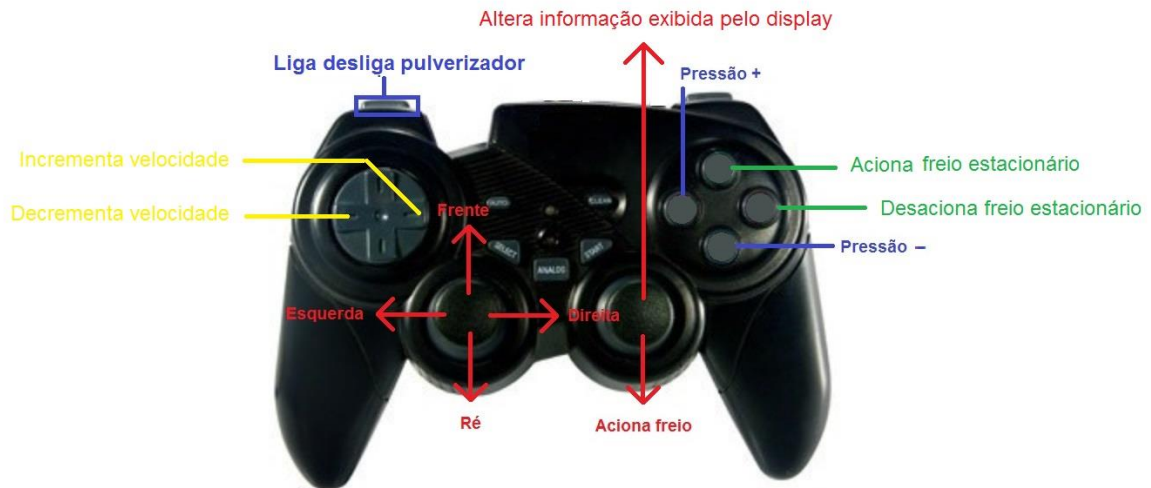 Altera informação exibida pelo display
Liga desliga pulverizador
Pressão +
Incrementa velocidade
Aciona freio estacionário
Decrementa velocidade
Desaciona freio estacionário
AUTO
CLEAR
Frente
SELECT
START
ANALOG
Pressão –
Esquerda
Direita
Ré
Aciona freio